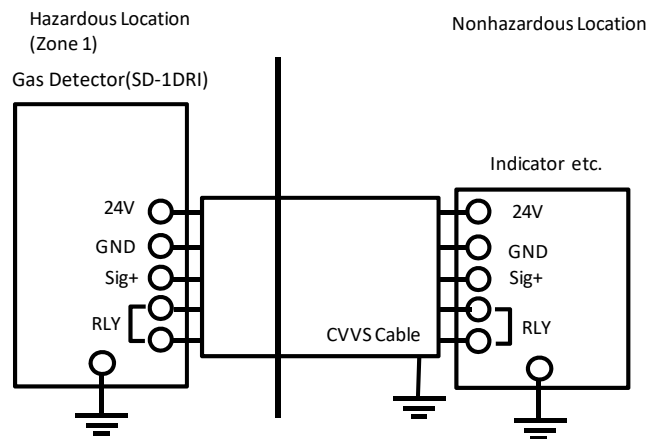 Hazardous Location
(Zone 1)
Nonhazardous Location
Gas Detector(SD-1DRI)
Indicator etc.
24V
GND
Sig+
RLY
CVVS Cable
24V
GND
Sig+
RLY